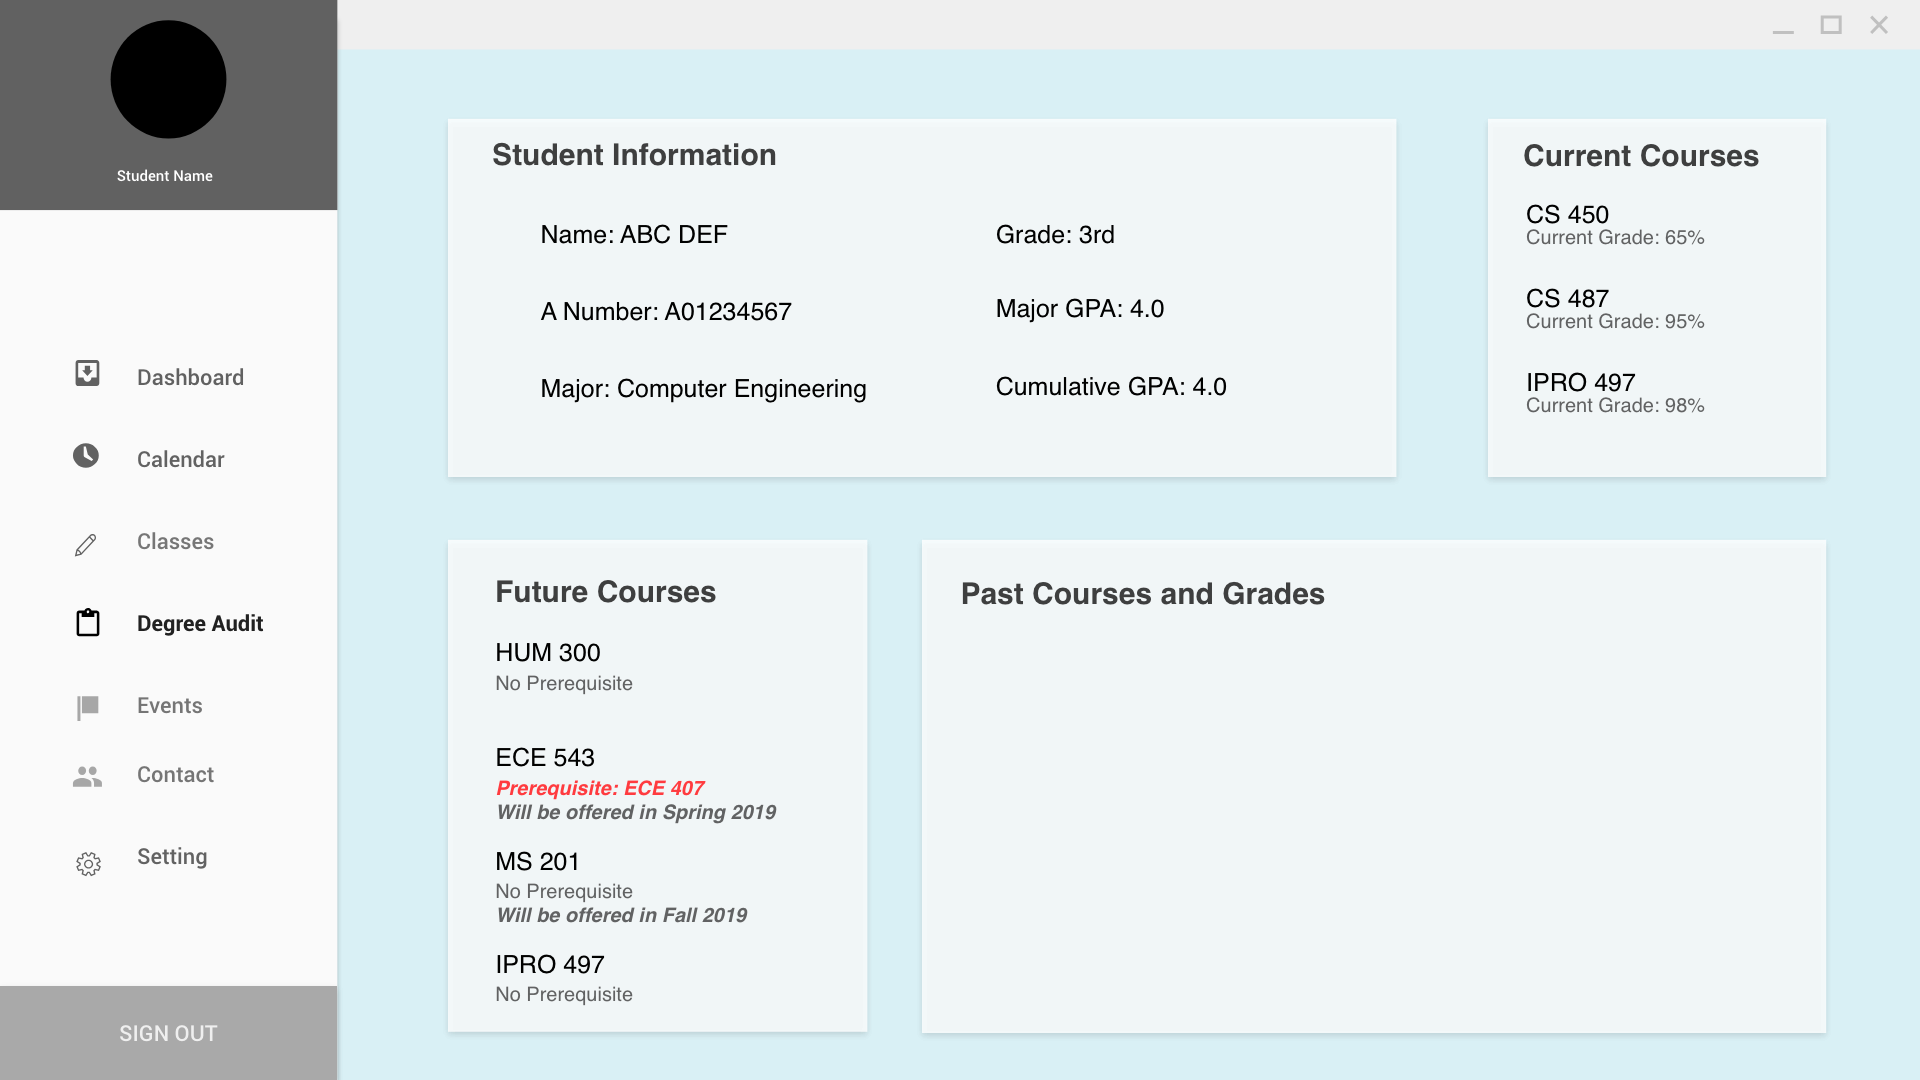 Student Name
Dashboard
Calendar
Classes
Degree Audit
Events
Contact
Setting
SIGN OUT
Student Information
Name: ABC DEF
Grade: 3rd
A Number: A01234567
Major GPA: 4.0
Major: Computer Engineering
Cumulative GPA: 4.0
Current Courses
CS 450
Current Grade: 65%
CS 487
Current Grade: 95%
IPRO 497
Current Grade: 98%
Future Courses
HUM 300
No Prerequisite
ECE 543
Prerequisite: ECE 407
Will be offered in Spring 2019
MS 201
No Prerequisite
Will be offered in Fall 2019
IPRO 497
No Prerequisite
Past Courses and Grades